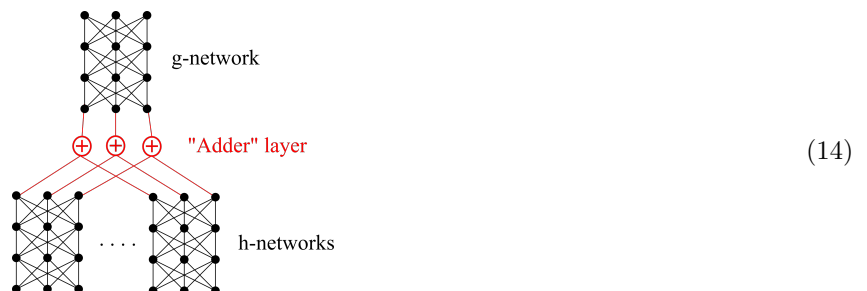 g-network
"Adder" layer
(14)
. . . .
h-networks